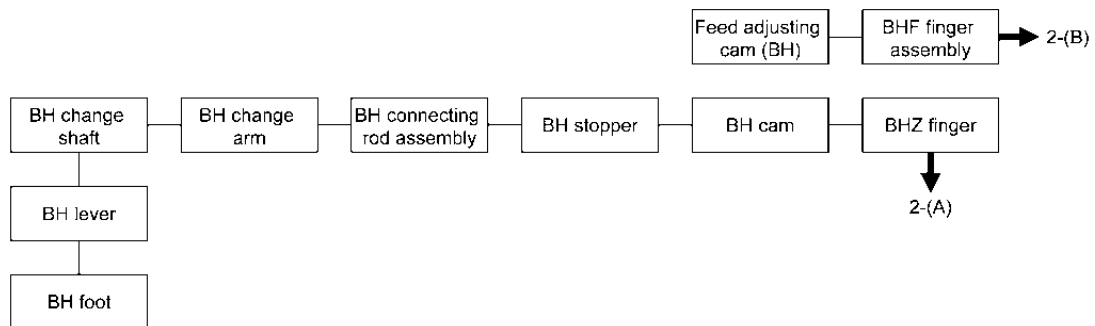 Feed adjusting
cam (BH)
BHF finger
assembly
2-(B)
BH change
shaft
BH change
arm
BH connecting
rod assembly
BH stopper
BH cam
BHZ finger
BH lever
2-(A)
BH foot